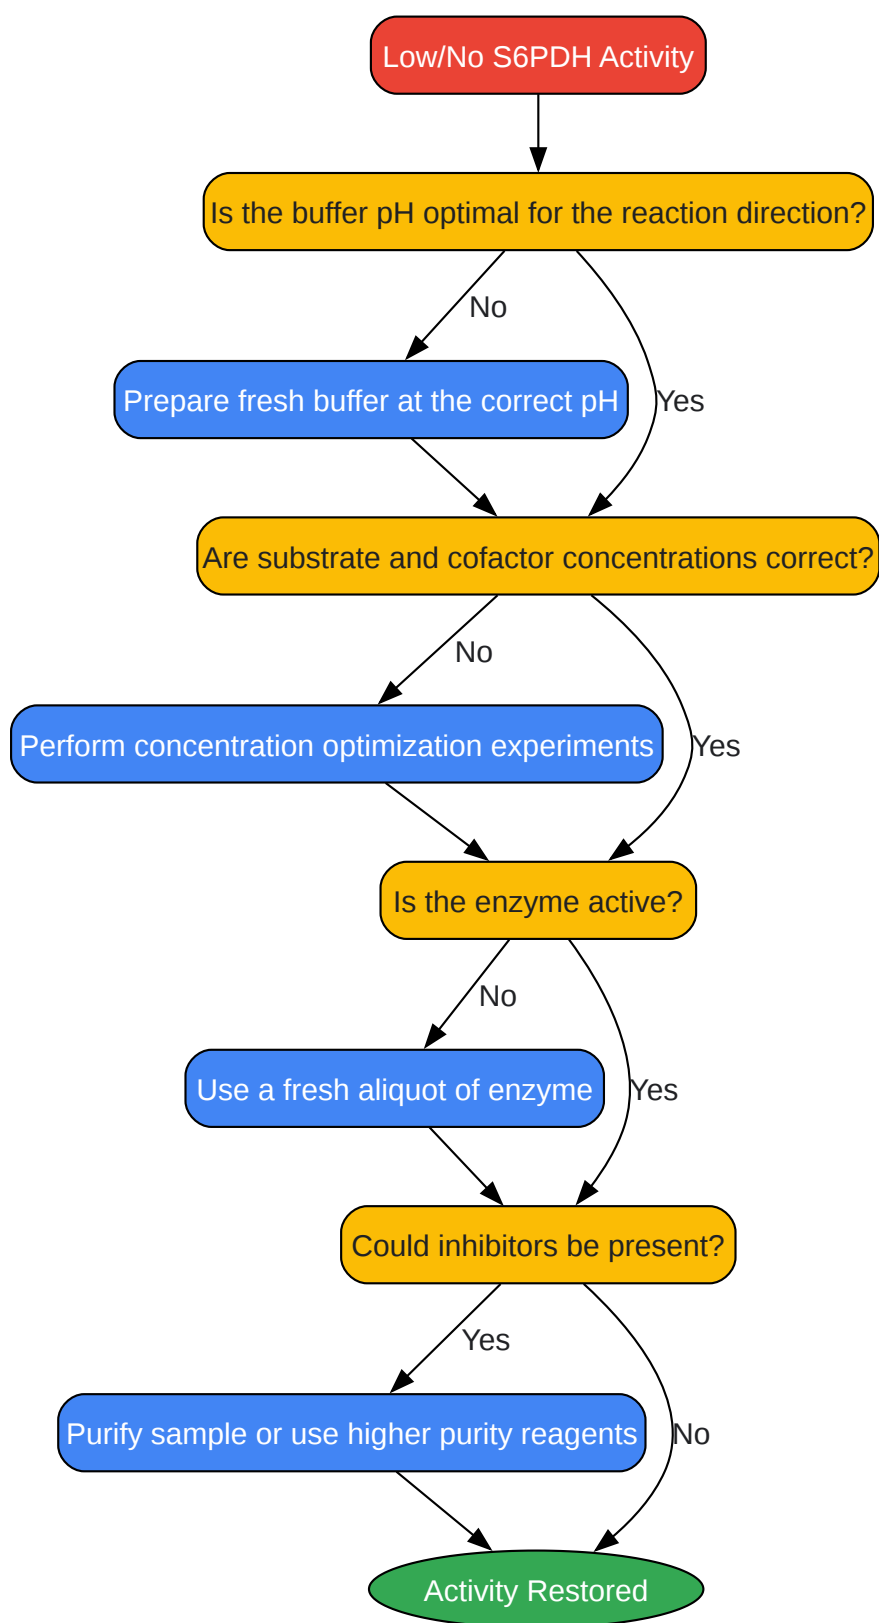 Low/No S6PDH Activity
Is the buffer pH optimal for the reaction direction?
No
Prepare fresh buffer at the correct pH
Yes
Are substrate and cofactor concentrations correct?
No
Perform concentration optimization experiments
Yes
Is the enzyme active?
No
Use a fresh aliquot of enzyme
Yes
Could inhibitors be present?
Yes
Purify sample or use higher purity reagents
No
Activity Restored